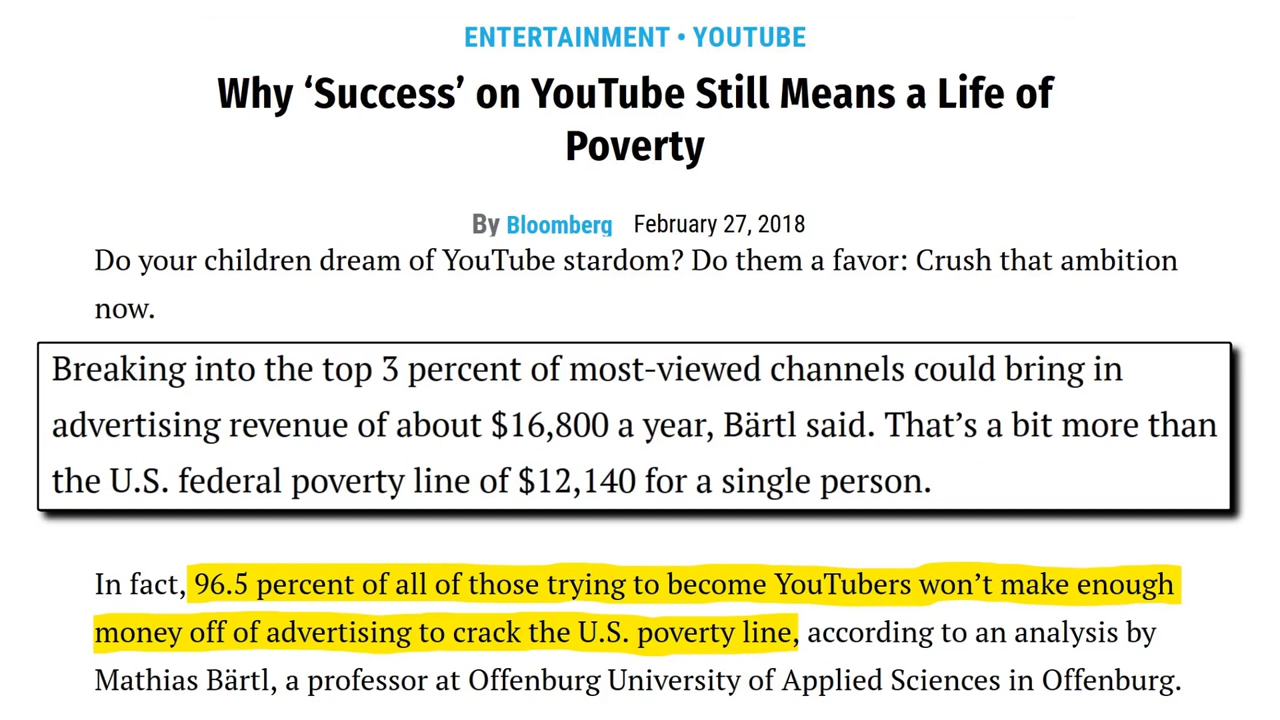 ENTERTAINMENT • YOUTUBE
Why ‘Success’ on YouTube Still Means a Life of
Poverty
By Bloomberg February 27, 2018
Do your children dream of YouTube stardom? Do them a favor: Crush that ambition
now.
Breaking into the top 3 percent of most-viewed channels could bring in
advertising revenue of about $16,800 a year, Bärtl said. That’s a bit more than
the U.S. federal poverty line of $12,140 for a single person.
In fact, 96.5 percent of all of those trying to become YouTubers won’t make enough
money off of advertising to crack the U.S. poverty line, according to an analysis by
Mathias Bärtl, a professor at Offenburg University of Applied Sciences in Offenburg.